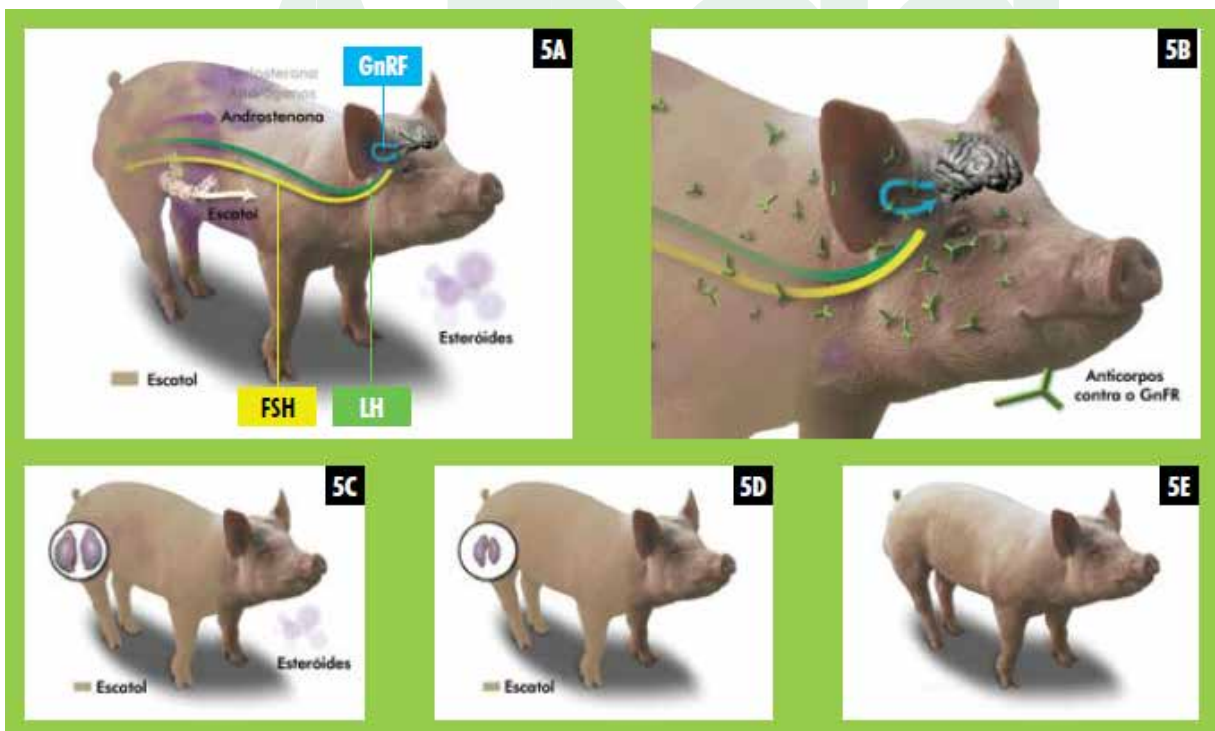 5A
GnRF
Androstenona
Escatol
Esteróides
Escatol
FSH
LH
5B
Anticorpos
contra o GnFR
5C
Esteróides
Escatol
5D
Escatol
5E